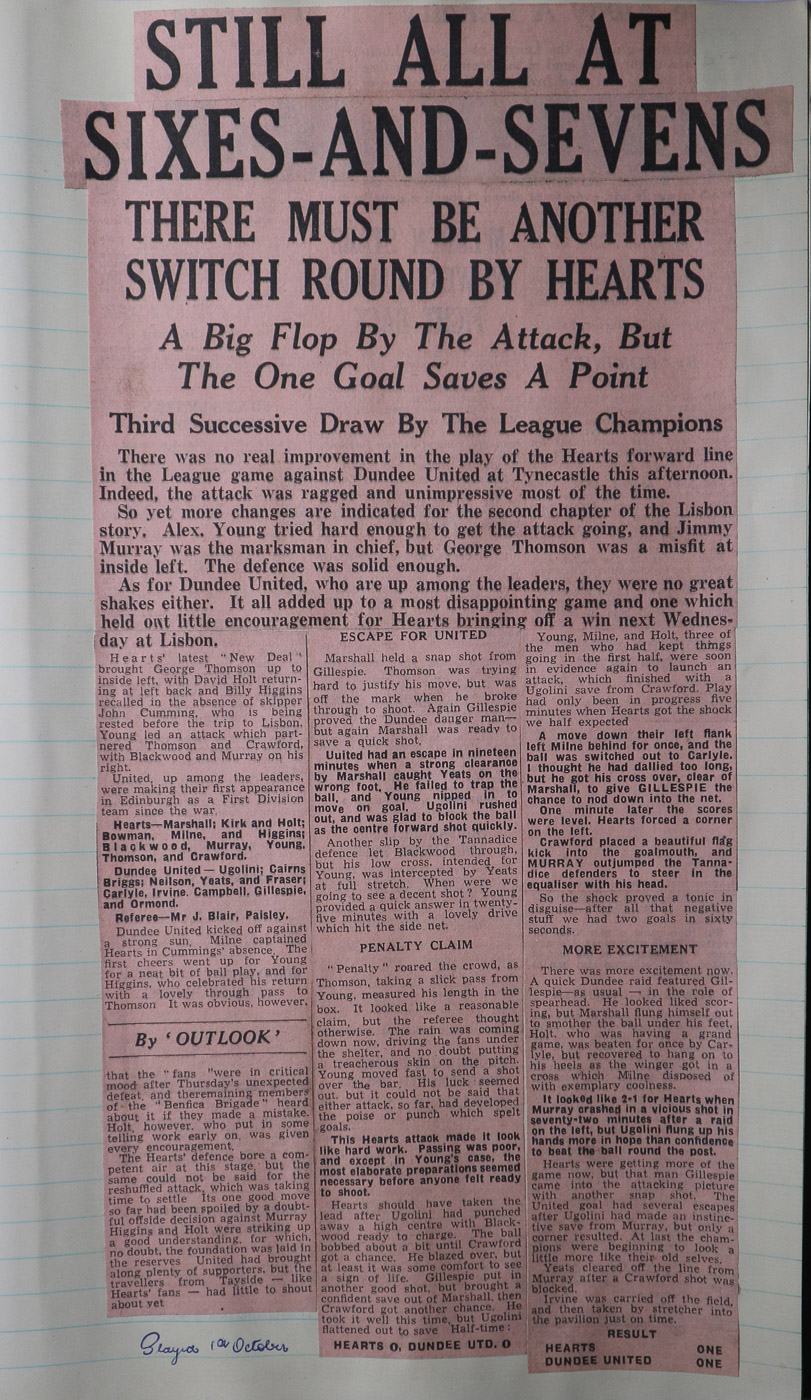 STILL ALL AT
SIXES-AND-SEVENS
THERE MUST BE ANOTHER
SWITCH ROUND BY HEARTS
A Big Flop By The Attack, But
The One Goal Saves A Point
Third Successive Draw By The League Champions
There was no real improvement in the play of the Hearts forward line
in the League game against Dundee United at Tynecastle this afternoon.
Indeed, the attack was ragged and unimpressive most of the time.
So yet more changes are indicated for the second chapter of the Lisbon
story. Alex. Young tried hard enough to get the attack going, and Jimmy
Murray was the marksman in chief, but George Thomson was a misfit at
inside left. The defence was solid enough.
As for Dundee United, who are up among the leaders, they were no great
shakes either. It all added up to a most disappointing game and one which
held out little encouragement for Hearts bringing off a win next Wednes-
day at Lisbon.
Hearts' latest "New Deal"
brought George Thomson up to
inside left, with David Holt return-
ing at left back and Billy Higgins
recalled in the absence of skipper
John Cumming, who is being
rested before the trip to Lisbon.
Young led an attack which part-
nered Thomson and Crawford,
with Blackwood and Murray on his
right.
United, up among the leaders,
were making their first appearance
in Edinburgh as a First Division
team since the war.
Hearts—Marshall; Kirk and Holt;
Bowman, Milne, and Higgins;
Blackwood, Murray, Young,
Thomson, and Crawford.
Dundee United—Ugolini; Cairns
Briggs; Neilson, Yeats, and Fraser;
Carlyle, Irvine. Campbell, Gillespie,
and Ormond.
Referee—Mr J. Blair, Paisley.
Dundee United kicked off against
a strong sun. Milne captained
Hearts in Cummings' absence. The
first cheers went up for Young
for a neat bit of ball play, and for
Higgins, who celebrated his return
with a lovely through pass to
Thomson It was obvious, however,
By 'OUTLOOK'
that the "fans "were in critical
mood after Thursday's unexpected
defeat, and theremaining members
of the "Benfica Brigade" heard
about it if they made a mistake.
Holt, however, who put in some
telling work early on, was given
every encouragement.
The Hearts' defence bore a com-
petent air at this stage, but the
same could not be said for the
reshuffled attack, which was taking
time to settle Its one good move
so far had been spoiled by a doubt-
ful offside decision against Murray
Higgins and Holt were striking up
a good understanding, for which,
no doubt, the foundation was laid in
the reserves United had brought
along plenty of supporters, but the
travellers from Tayside — like
Hearts' fans — had little to shout
about yet
ESCAPE FOR UNITED
Marshall held a snap shot from
Gillespie. Thomson was trying
hard to justify his move, but was
off the mark when he broke
through to shoot. Again Gillespie
proved the Dundee danger man—
but again Marshall was ready to
save a quick shot.
United had an escape in nineteen
minutes when a strong clearance
by Marshall caught Yeats on the
wrong foot. He failed to trap the
ball, and Young nipped in to
move on goal. Ugolini rushed
out, and was glad to block the ball
as the centre forward shot quickly.
Another slip by the Tannadice
defence let Blackwood through,
but his low cross, intended for
Young, was intercepted by Yeats
at full stretch. When were we
going to see a decent shot? Young
provided a quick answer in twenty-
five minutes with a lovely drive
which hit the side net.
PENALTY CLAIM
"Penalty" roared the crowd, as
Thomson, taking a slick pass from
Young, measured his length in the
box. It looked like a reasonable
claim, but the referee thought
otherwise. The rain was coming
down now, driving the fans under
the shelter, and no doubt putting
a treacherous skin on the pitch.
Young moved fast to send a shot
over the bar. His luck seemed
out, but it could not be said that
either attack, so far, had developed
the poise or punch which spelt
goals.
This Hearts attack made it look
like hard work. Passing was poor,
and except in Young's case, the
most elaborate preparations seemed
necessary before anyone felt ready
to shoot.
Hearts should have taken the
lead after Ugolini had punched
away a high centre with Black-
wood ready to charge. The ball
bobbed about a bit until Crawford
got a chance. He blazed over, but
at least it was some comfort to see
a sign of life. Gillespie put in
another good shot, but brought a
confident save out of Marshall, then
Crawford got another chance. He
took it well this time, but Ugolini
flattened out to save Half-time:
HEARTS 0, DUNDEE UTD. 0
Young, Milne, and Holt, three of
the men who had kept things
going in the first half, were soon
in evidence again to launch an
attack, which finished with a
Ugolini save from Crawford. Play
had only been in progress five
minutes when Hearts got the shock
we half expected
A move down their left flank
left Milne behind for once, and the
ball was switched out to Carlyle.
I thought he had dallied too long,
but he got his cross over, clear of
Marshall, to give GILLESPIE the
chance to nod down into the net.
One minute later the scores
were level. Hearts forced a corner
on the left.
Crawford placed a beautiful flag
kick into the goalmouth, and
MURRAY outjumped the Tanna-
dice defenders to steer in the
equaliser with his head.
So the shock proved a tonic in
disguise—after all that negative
stuff we had two goals in sixty
seconds.
MORE EXCITEMENT
There was more excitement now.
A quick Dundee raid featured Gil-
lespie—as usual — in the role of
spearhead. He looked liked scor-
ing, but Marshall flung himself out
to smother the ball under his feet.
Holt, who was having a grand
game, was beaten for once by Car-
lyle, but recovered to hang on to
his heels as the winger got in a
cross which Milne disposed of
with exemplary coolness.
It looked like 2-1 for Hearts when
Murray crashed in a vicious shot in
seventy-two minutes after a raid
on the left, but Ugolini flung up his
hands more in hope than confidence
to beat the ball round the post.
Hearts were getting more of the
game now, but that man Gillespie
came into the attacking picture
with another snap shot. The
United goal had several escapes
after Ugolini had made an instinc-
tive save from Murray, but only a
corner resulted. At last the cham-
pions were beginning to look a
little more like their old selves.
Yeats cleared off the line from
Murray after a Crawford shot was
blocked.
Irvine was carried off the field,
and then taken by stretcher into
the pavilion just on time.
RESULT
HEARTS ONE
DUNDEE UNITED ONE
Played 1st October